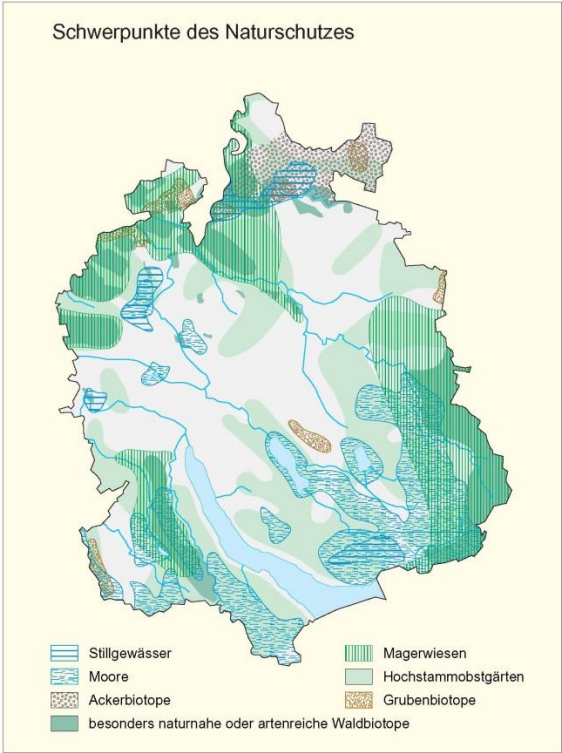 Schwerpunkte des Naturschutzes
Stillgewässer
Moore
Ackerbiotope
besonders naturnahe oder artenreiche Waldbiotope
Magerwiesen
Hochstammobstgärten
Grubenbiotope